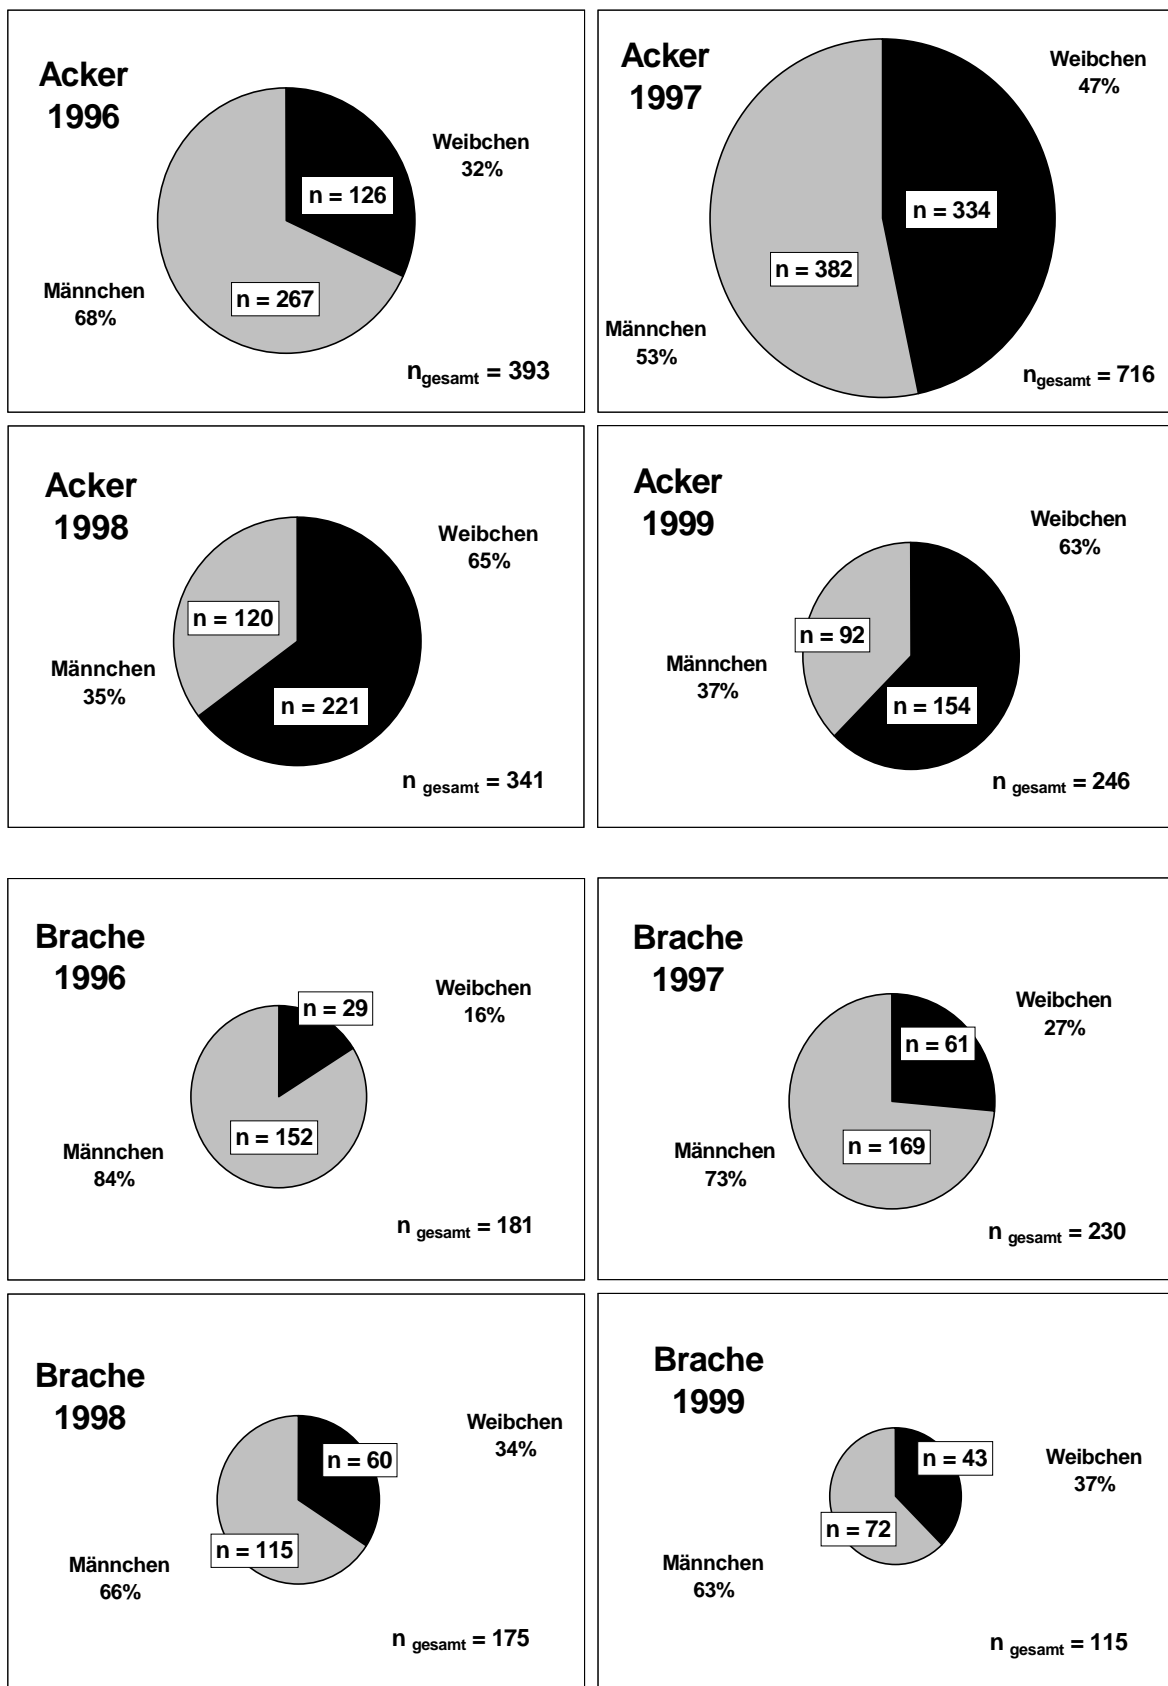 Acker
1996
Weibchen
32%
n = 126
n = 267
Männchen
68%
ngesamt = 393
Acker
1997
Weibchen
47%
n = 334
n = 382
Männchen
53%
ngesamt = 716
Acker
1998
Weibchen
65%
n = 120
Männchen
35%
n = 221
n gesamt = 341
Acker
1999
Weibchen
63%
n = 92
Männchen
37%
n = 154
n gesamt = 246
Brache
1996
Weibchen
16%
n = 29
n = 152
Männchen
84%
n gesamt = 181
Brache
1997
Weibchen
27%
n = 61
n = 169
Männchen
73%
n gesamt = 230
Brache
1998
Weibchen
34%
n = 60
n = 115
Männchen
66%
n gesamt = 175
Brache
1999
Weibchen
37%
n = 43
n = 72
Männchen
63%
n gesamt = 115